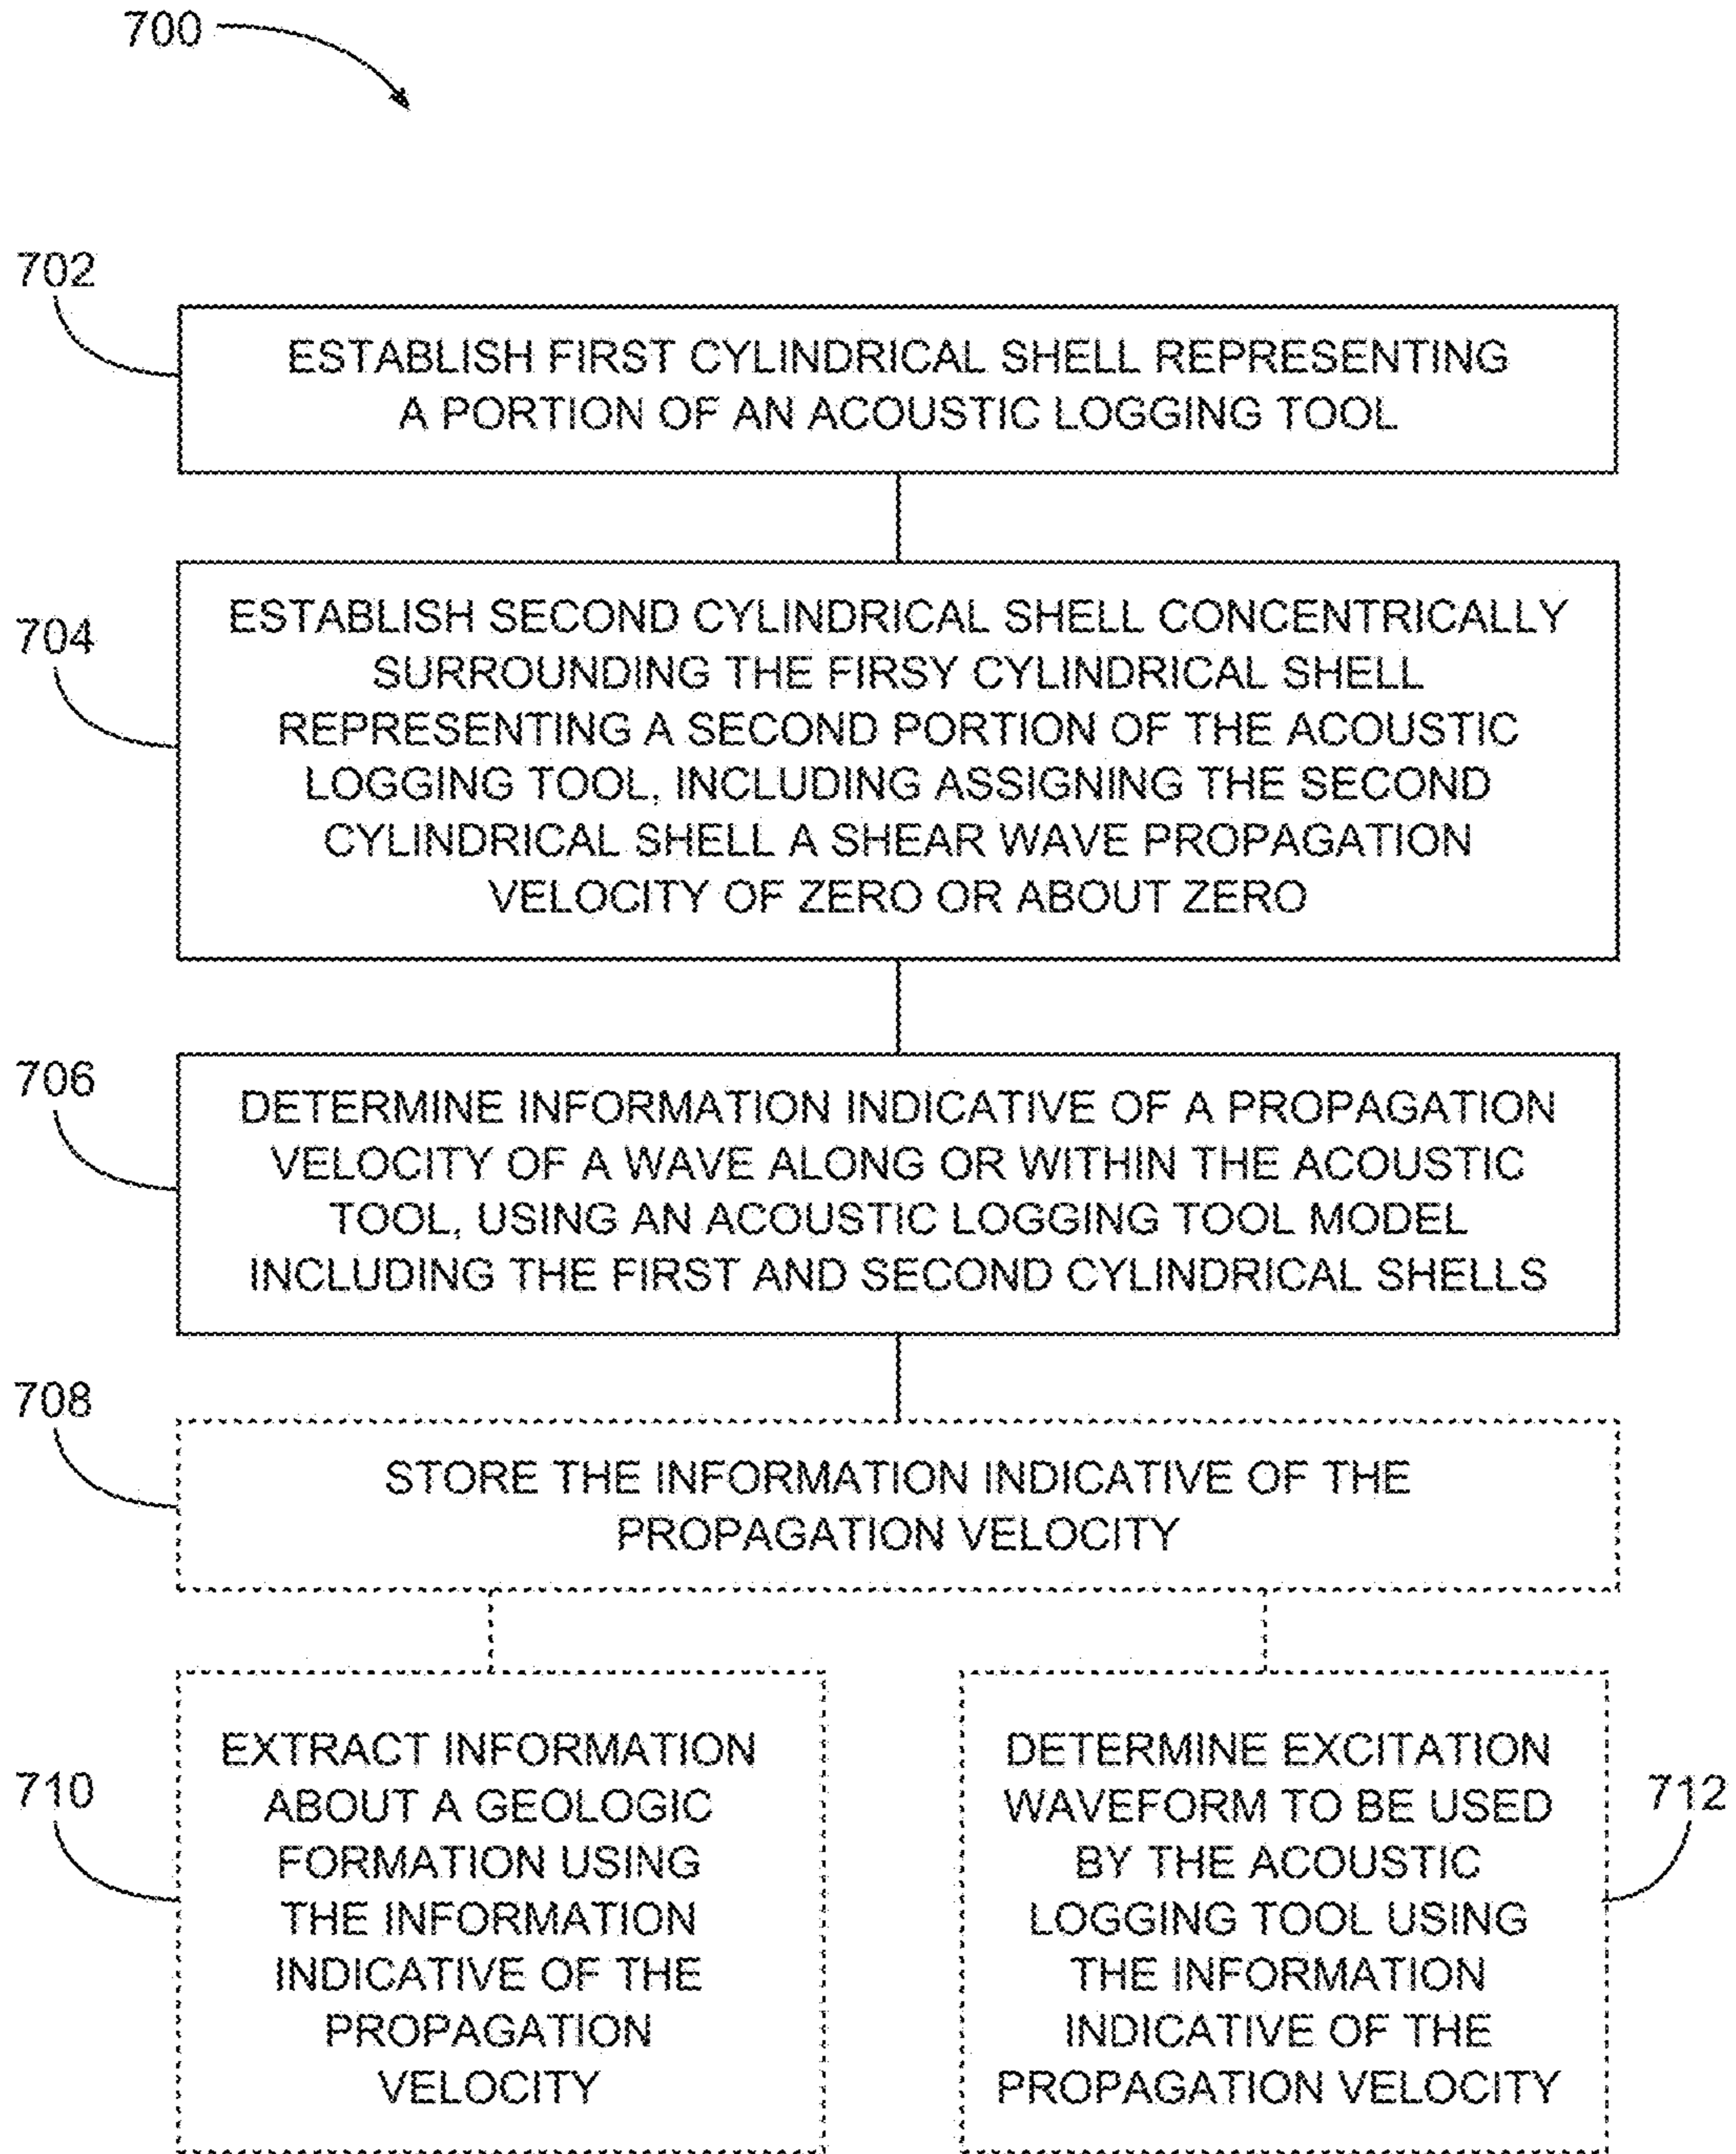 700
702
ESTABLISH FIRST CYLINDRICAL SHELL REPRESENTING
A PORTION OF AN ACOUSTIC LOGGING TOOL
704
ESTABLISH SECOND CYLINDRICAL SHELL CONCENTRICALLY
SURROUNDING THE FIRSY CYLINDRICAL SHELL
REPRESENTING A SECOND PORTION OF THE ACOUSTIC
LOGGING TOOL, INCLUDING ASSIGNING THE SECOND
CYLINDRICAL SHELL A SHEAR WAVE PROPAGATION
VELOCITY OF ZERO OR ABOUT ZERO
706
DETERMINE INFORMATION INDICATIVE OF A PROPAGATION
VELOCITY OF A WAVE ALONG OR WITHIN THE ACOUSTIC
TOOL, USING AN ACOUSTIC LOGGING TOOL MODEL
INCLUDING THE FIRST AND SECOND CYLINDRICAL SHELLS
708
STORE THE INFORMATION INDICATIVE OF THE
PROPAGATION VELOCITY
710
EXTRACT INFORMATION
ABOUT A GEOLOGIC
FORMATION USING
THE INFORMATION
INDICATIVE OF THE
PROPAGATION
VELOCITY
DETERMINE EXCITATION
WAVEFORM TO BE USED
BY THE ACOUSTIC
LOGGING TOOL USING
THE INFORMATION
INDICATIVE OF THE
PROPAGATION VELOCITY
712